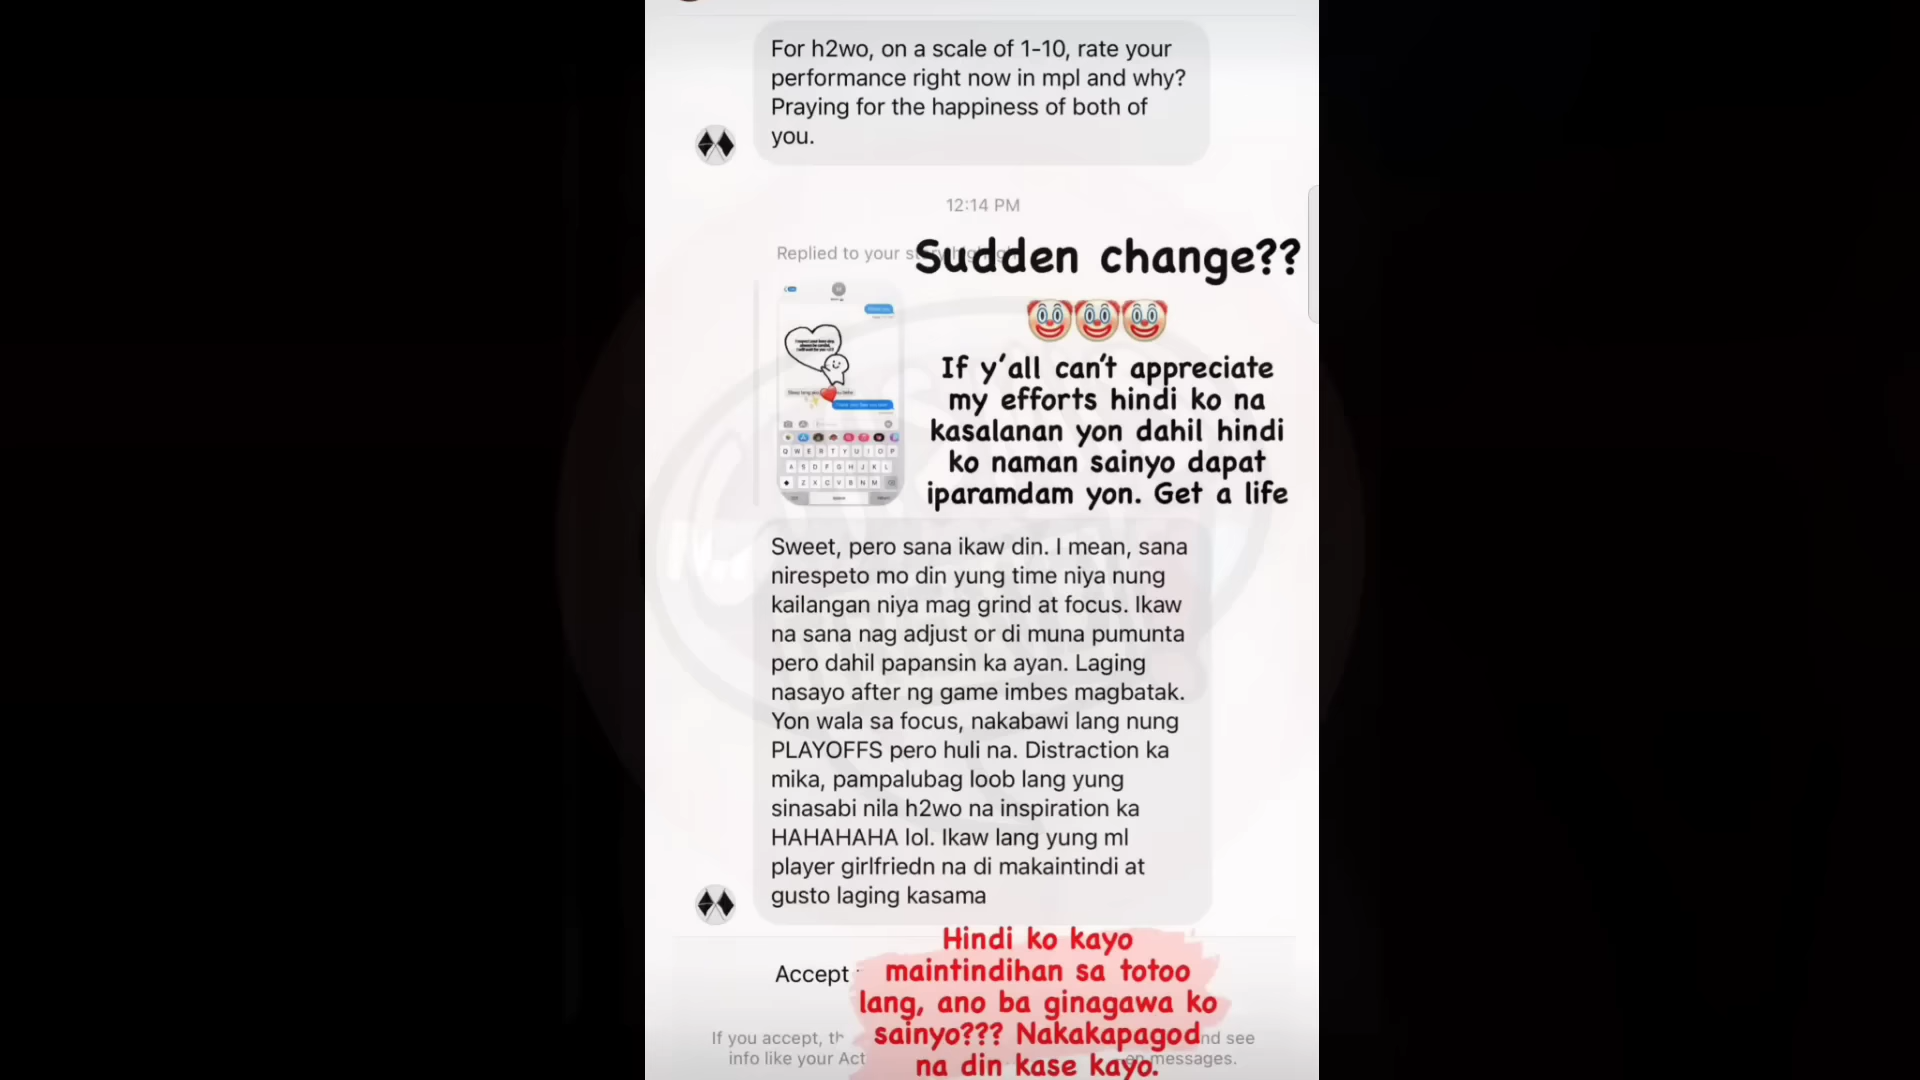 For h2wo, on a scale of 1-10, rate your
performance right now in mpl and why?
Praying for the happiness of both of
you.
12:14 PM
Replied to your
Sudden change??
If y'all can't appreciate
my efforts hindi ko na
kasalanan yon dahil hindi
ko naman sainyo dapat
iparamdam yon. Get a life
Q W E R T Y U I O P
A S D F G H J K L
Z X C V B N M
Sweet, pero sana ikaw din. I mean, sana
nirespeto mo din yung time niya nung
kailangan niya mag grind at focus. Ikaw
na sana nag adjust or di muna pumunta
pero dahil papansin ka ayan. Laging
nasayo after ng game imbes magbatak.
Yon wala sa focus, nakabawi lang nung
PLAYOFFS pero huli na. Distraction ka
mika, pampalubag loob lang yung
sinasabi nila h2wo na inspiration ka
HAHAHAHA lol. Ikaw lang yung ml
player girlfriedn na di makaintindi at
gusto laging kasama
Hindi ko kayo
maintindihan sa totoo
lang, ano ba ginagawa ko
sainyo??? Nakakapagod
na din kase kayo.
Accept
If you accept, nd see
info like your Act messages.